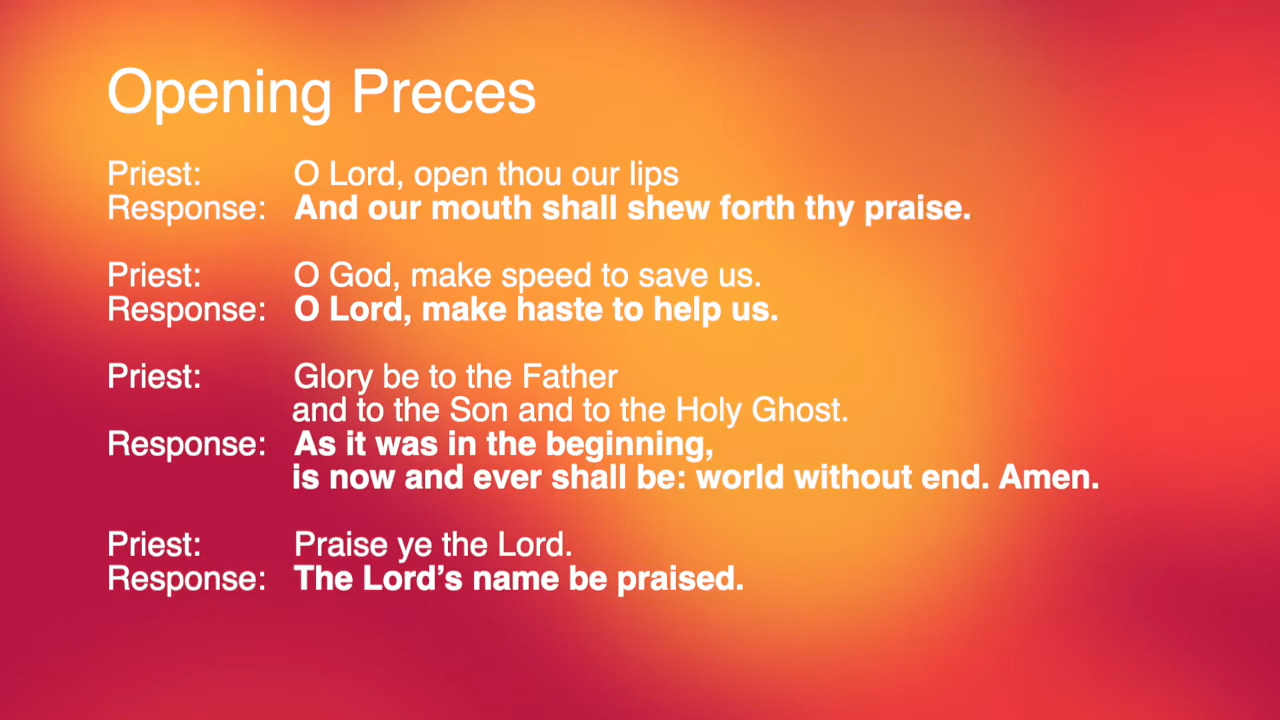 Opening Preces
Priest: O Lord, open thou our lips
Response: And our mouth shall shew forth thy praise.
Priest: O God, make speed to save us.
Response: O Lord, make haste to help us.
Priest: Glory be to the Father
and to the Son and to the Holy Ghost.
Response: As it was in the beginning,
is now and ever shall be: world without end. Amen.
Priest: Praise ye the Lord.
Response: The Lord’s name be praised.